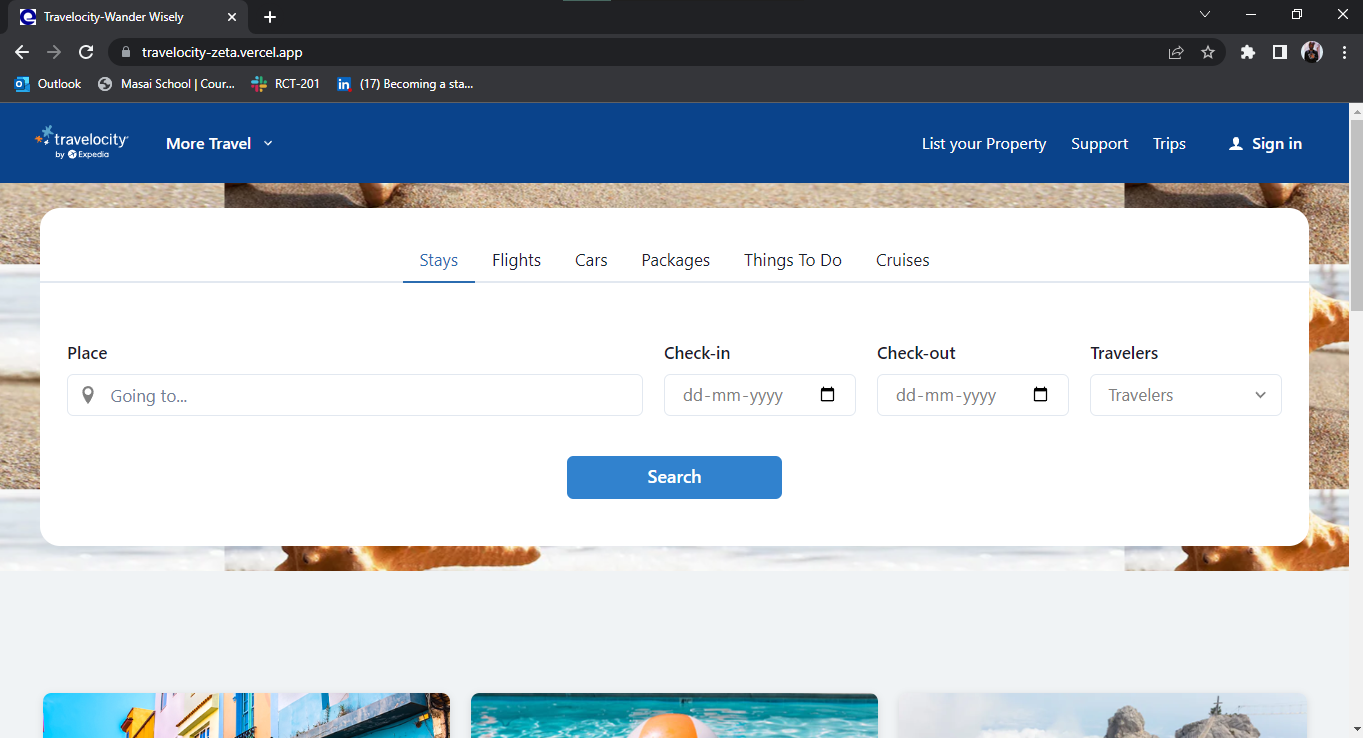 Travelocity-Wander Wisely
travelocity-zeta.vercel.app
Outlook Masai School | Cour... RCT-201 (17) Becoming a sta...
travelocity
by Expedia
More Travel List your Property Support Trips Sign in
Stays Flights Cars Packages Things To Do Cruises
Place Check-in Check-out Travelers
Going to... dd-mm-yyyy dd-mm-yyyy Travelers
Search